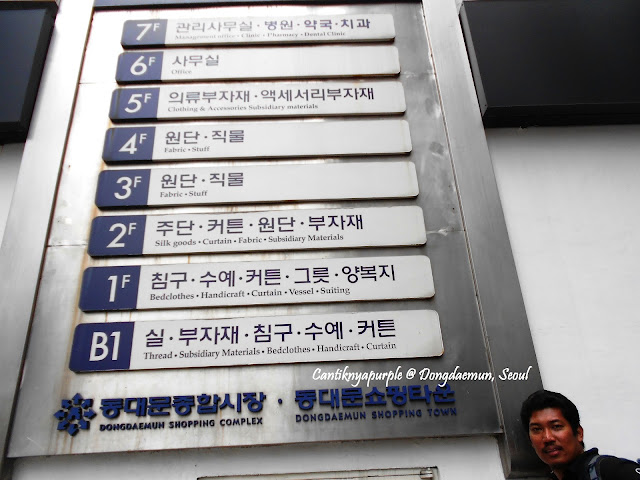 7F 관리사무실·병원·약국·치과
Management office • Clinic • Pharmacy • Dental Clinic
6F 사무실
Office
5F 의류부자재·액세서리부자재
Clothing & Accessories Subsidiary materials
4F 원단·직물
Fabric • Stuff
3F 원단·직물
Fabric • Stuff
2F 주단·커튼·원단·부자재
Silk goods • Curtain • Fabric • Subsidiary Materials
1F 침구·수예·커튼·그릇·양복지
Bedclothes • Handicraft • Curtain • Vessel • Suiting
B1 실·부자재·침구·수예·커튼
Thread • Subsidiary Materials • Bedclothes • Handicraft • Curtain
Cantiknyapurple @ Dongdaemun, Seoul
동대문종합시장·동대문쇼핑타운
DONGDAEMUN SHOPPING COMPLEX DONGDAEMUN SHOPPING TOWN